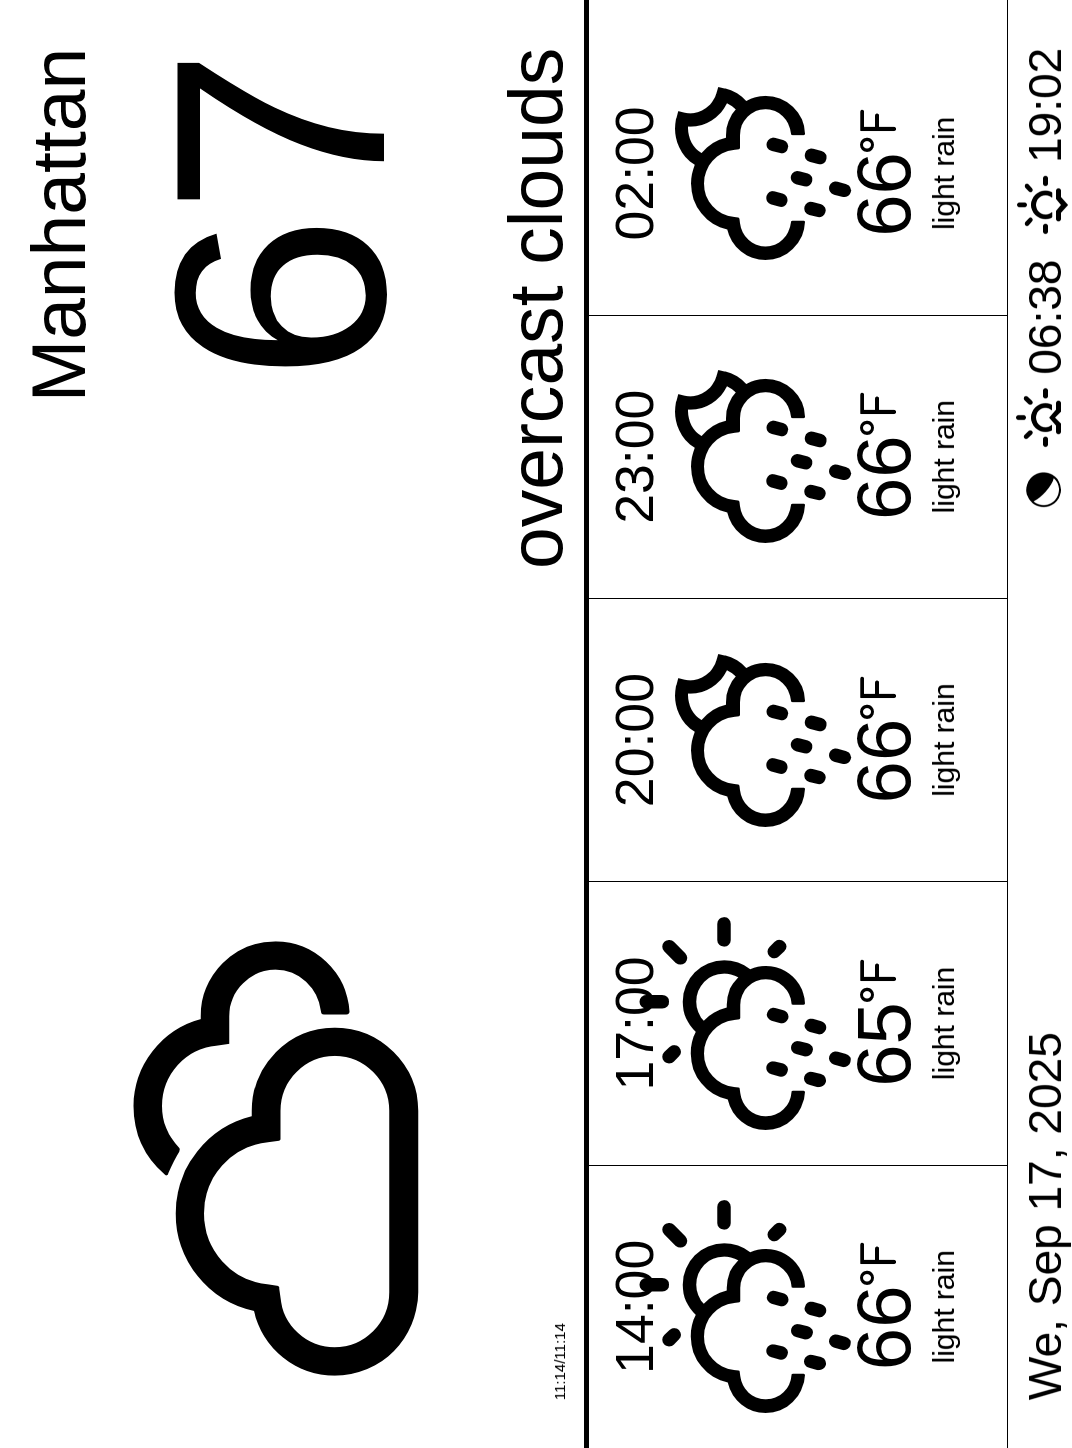 Manhattan
67
overcast clouds
11:14/11:14
14:00 17:00 20:00 23:00 02:00
66°F 65°F 66°F 66°F 66°F
light rain light rain light rain light rain light rain
We, Sep 17, 2025 06:38 19:02